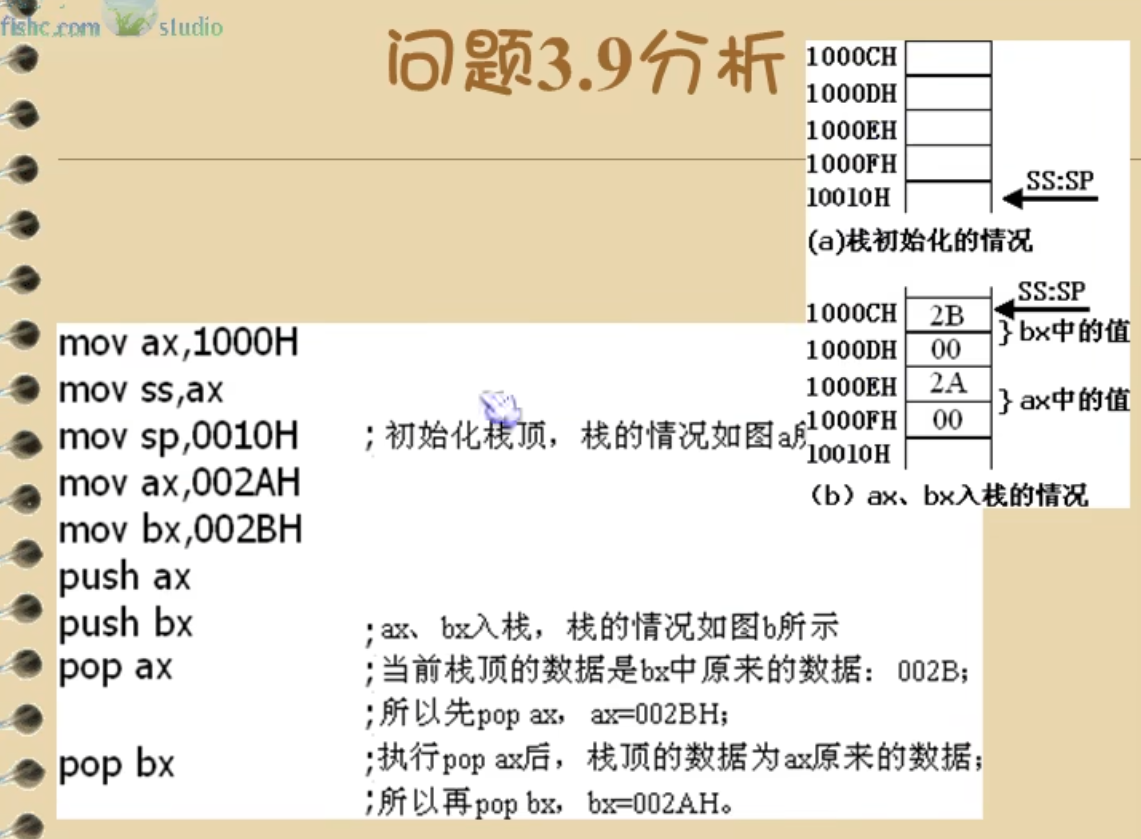 fishc.com studio
问题3.9分析
1000CH
1000DH
1000EH
1000FH
10010H
SS:SP
(a)栈初始化的情况
SS:SP
1000CH 2B
}bx中的值
1000DH 00
1000EH 2A
}ax中的值
1000FH 00
10010H
（b）ax、bx入栈的情况
mov ax,1000H
mov ss,ax
mov sp,0010H ;初始化栈顶，栈的情况如图a所
mov ax,002AH
mov bx,002BH
push ax
push bx ;ax、bx入栈，栈的情况如图b所示
pop ax ;当前栈顶的数据是bx中原来的数据：002B；
;所以先pop ax，ax=002BH；
pop bx ;执行pop ax后，栈顶的数据为ax原来的数据；
;所以再pop bx，bx=002AH。